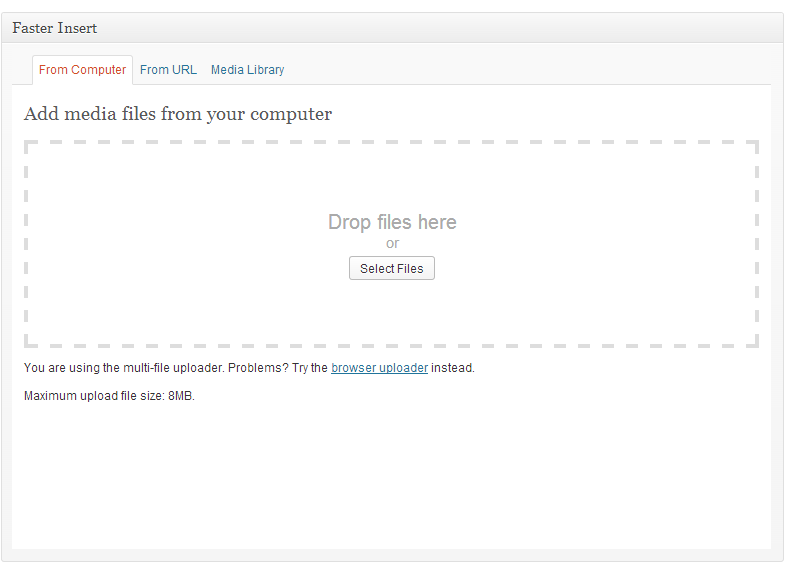 Faster Insert
From Computer From URL Media Library
Add media files from your computer
Drop files here
or
Select Files
You are using the multi-file uploader. Problems? Try the browser uploader instead.
Maximum upload file size: 8MB.